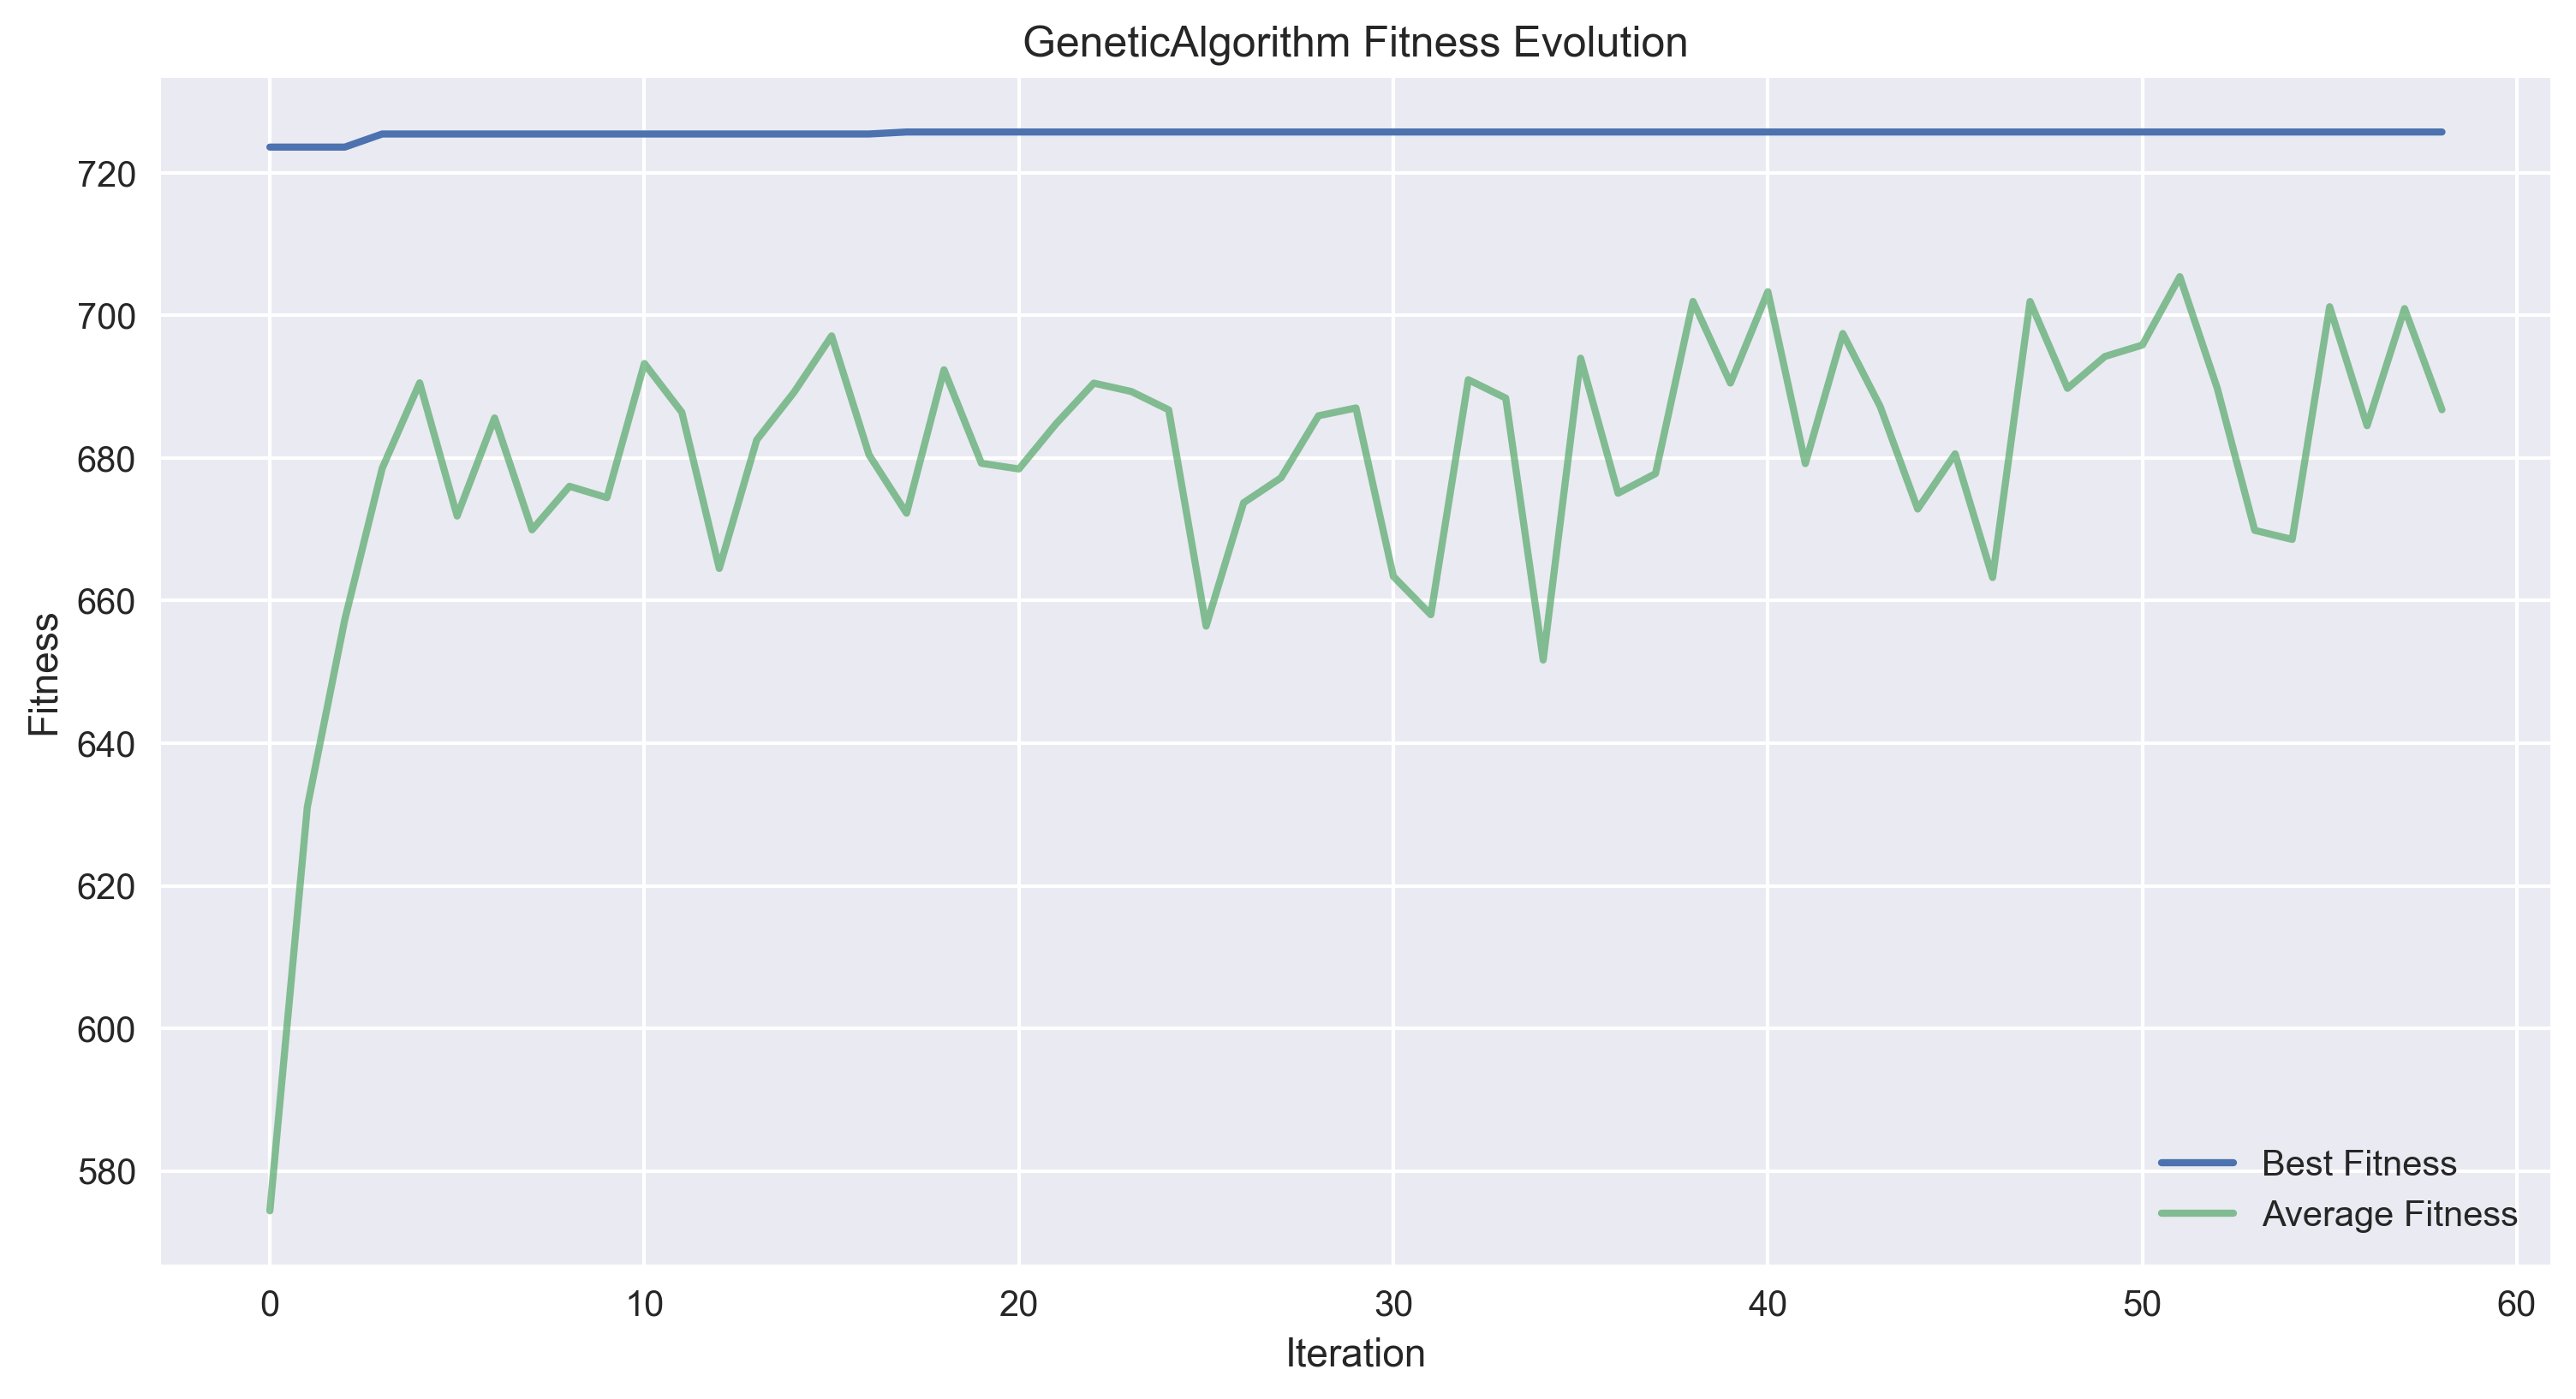 GeneticAlgorithm Fitness Evolution
Fitness
720
700
680
660
640
620
600
580
Best Fitness
Average Fitness
0 10 20 30 40 50 60
Iteration